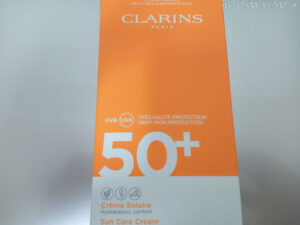 CLARINS
PARIS
UVB UVA TRÈS HAUTE PROTECTION
VERY HIGH PROTECTION
50+
Crème Solaire
Hydratation, confort
Sun Care Cream